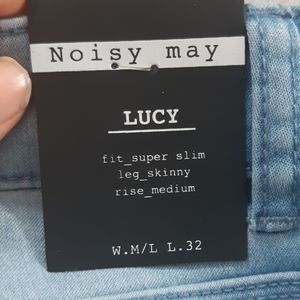 Noisy may
LUCY
fit_super slim
leg_skinny
rise_medium
W.M/L L.32